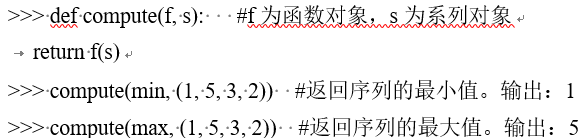 >>> def compute(f, s):   #f 为函数对象，s 为系列对象
return f(s)
>>> compute(min, (1, 5, 3, 2))  #返回序列的最小值。输出：1
>>> compute(max, (1, 5, 3, 2))  #返回序列的最大值。输出：5